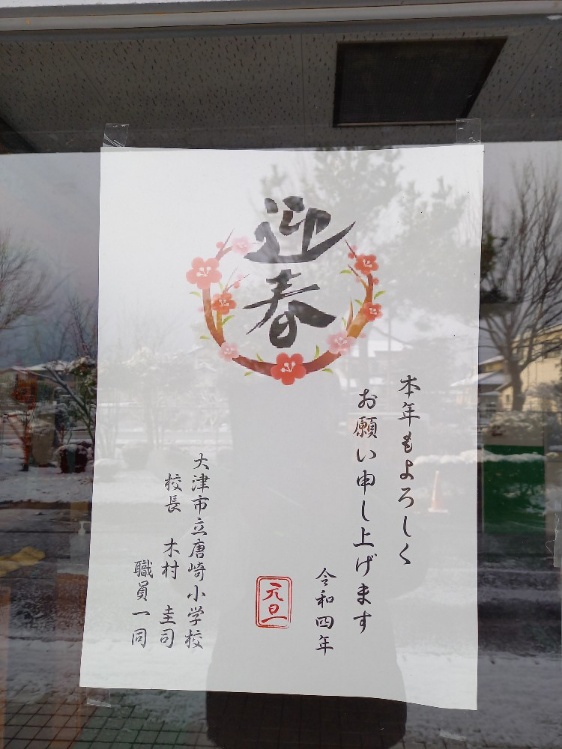 迎春
本年もよろしく
お願い申し上げます
令和四年
元旦
大津市立唐崎小学校
校長 木村 圭司
職員一同